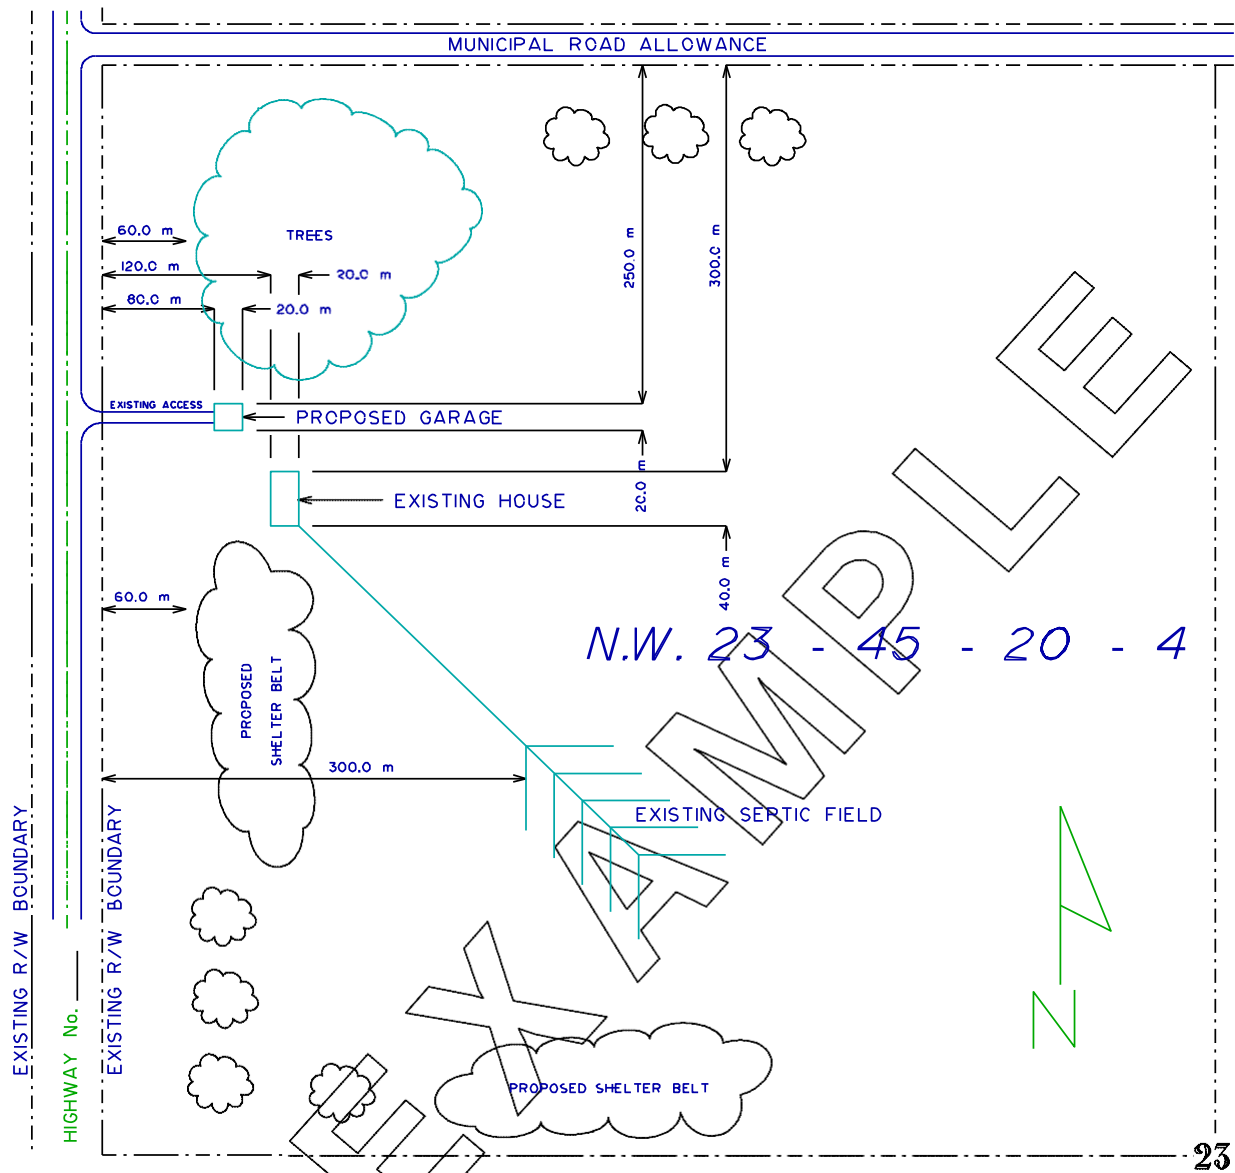 MUNICIPAL ROAD ALLOWANCE
60.0 m
TREES
120.0 m
20.0 m
80.0 m
20.0 m
250.0 m
300.0 m
EXISTING ACCESS
PROPOSED GARAGE
20.0 m
EXISTING HOUSE
40.0 m
60.0 m
N.W. 23 - 45 - 20 - 4
PROPOSED
SHELTER BELT
300.0 m
EXISTING SEPTIC FIELD
EXISTING R/W BOUNDARY
HIGHWAY No.
EXISTING R/W BOUNDARY
N
PROPOSED SHELTER BELT
EXAMPLE
23